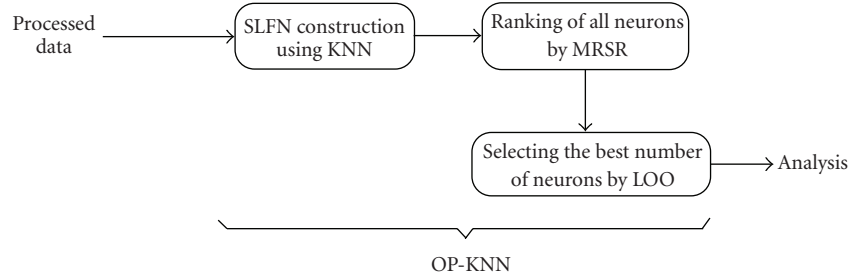 Processed
data
SLFN construction
using KNN
Ranking of all neurons
by MRSR
Selecting the best number
of neurons by LOO
Analysis
OP-KNN